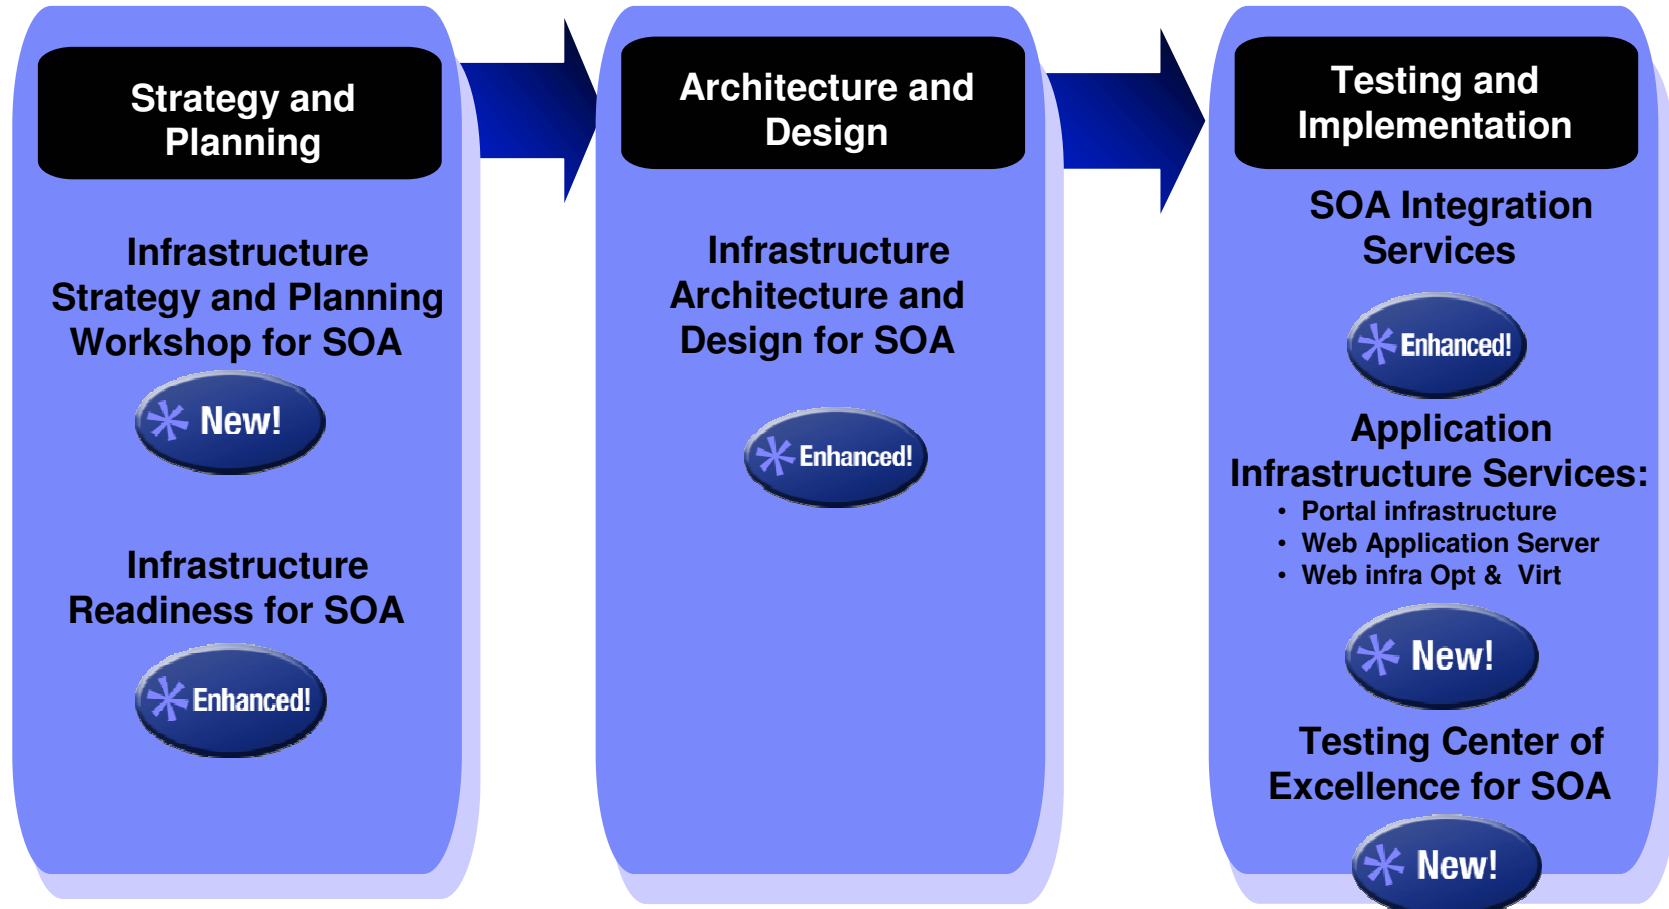 Strategy and
Planning
Infrastructure
Strategy and Planning
Workshop for SOA
New!
Infrastructure
Readiness for SOA
Enhanced!
Architecture and
Design
Infrastructure
Architecture and
Design for SOA
Enhanced!
Testing and
Implementation
SOA Integration
Services
Enhanced!
Application
Infrastructure Services:
• Portal infrastructure
• Web Application Server
• Web infra Opt & Virt
New!
Testing Center of
Excellence for SOA
New!